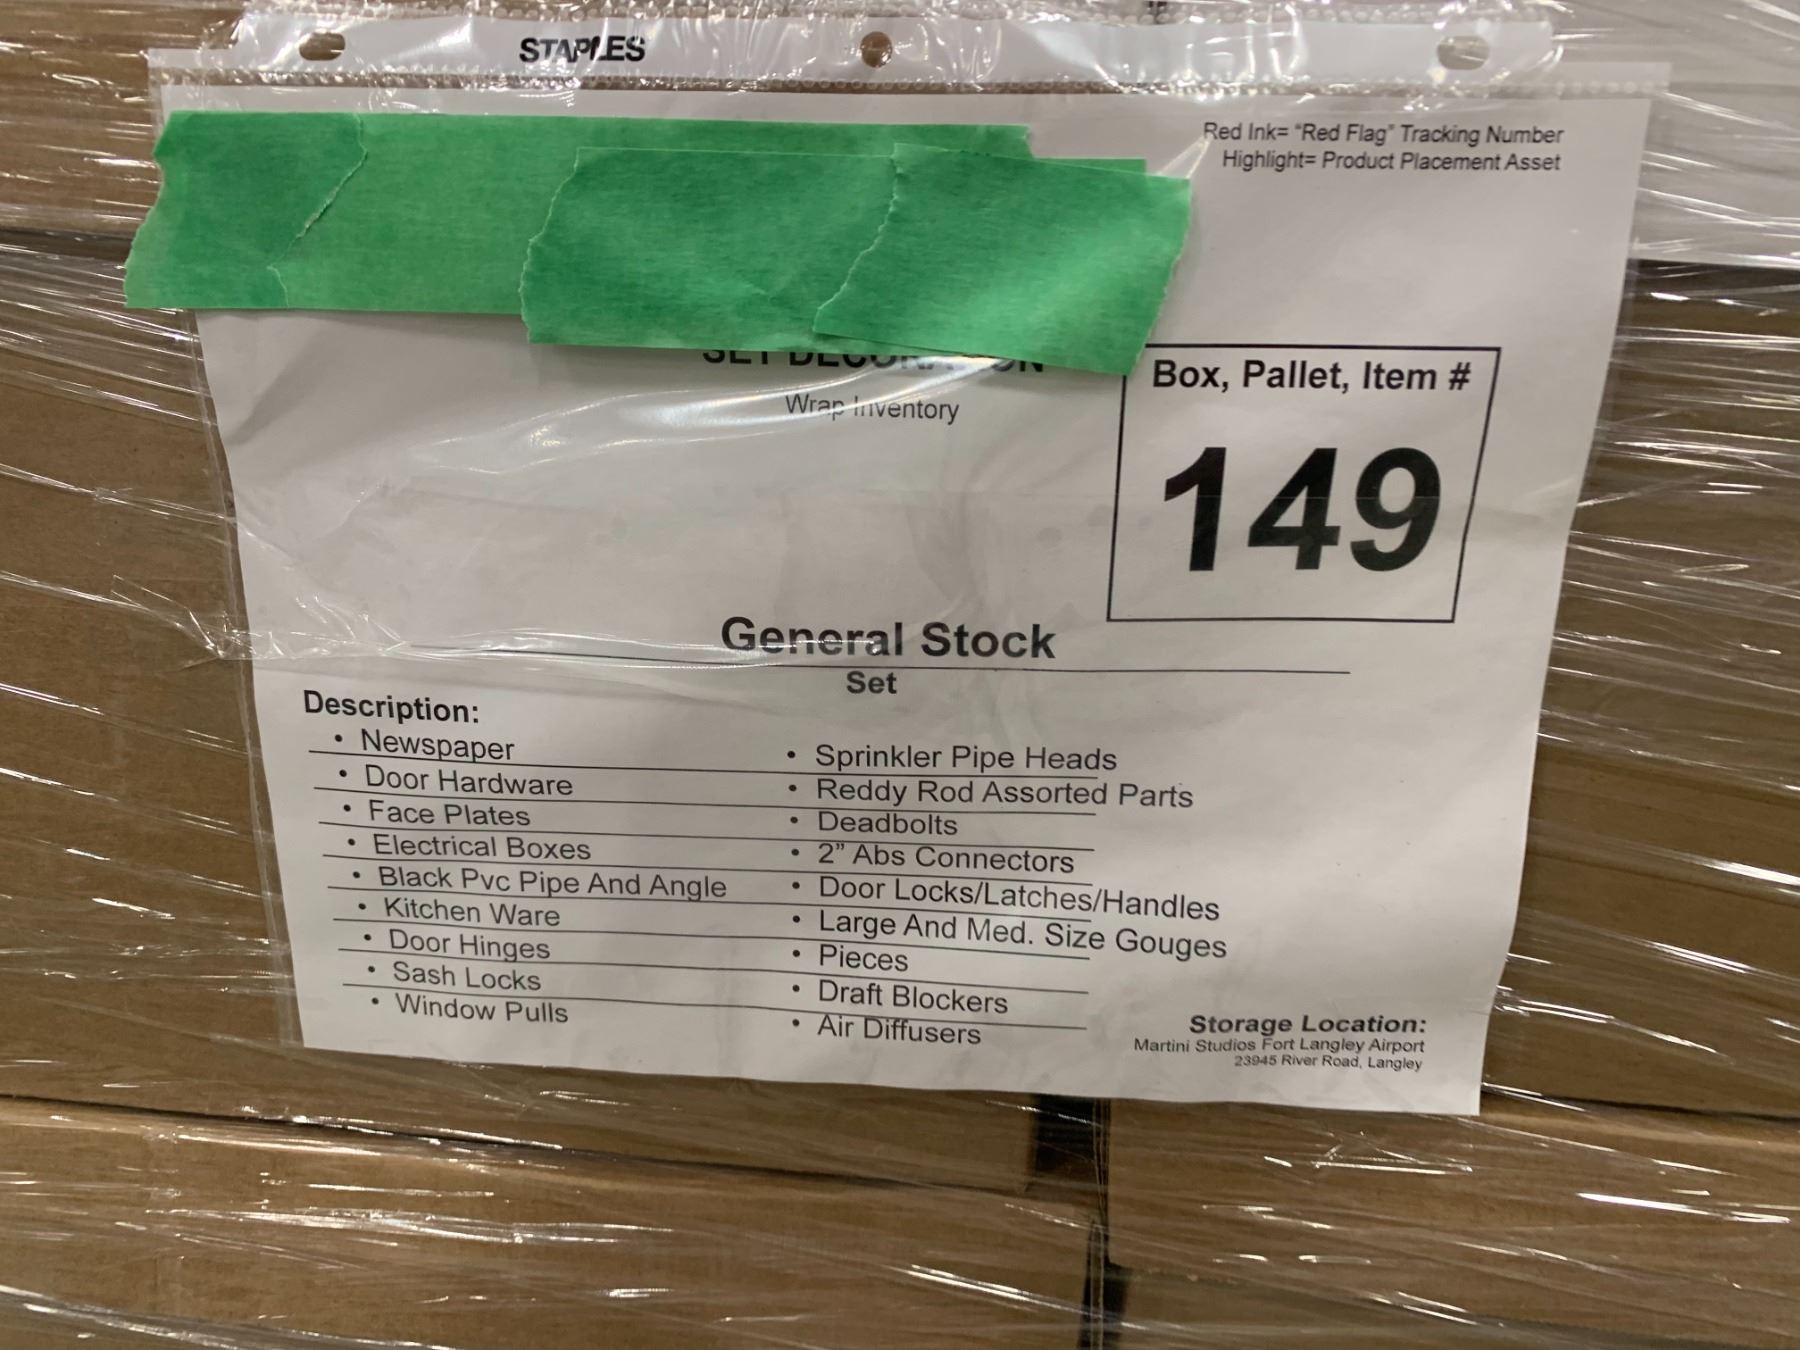 STAPLES
Red Ink= "Red Flag" Tracking Number
Highlight= Product Placement Asset
SET DECORATION
Wrap Inventory
Box, Pallet, Item #
149
General Stock
Set
Description:
• Newspaper
• Door Hardware
• Face Plates
• Electrical Boxes
• Black Pvc Pipe And Angle
• Kitchen Ware
• Door Hinges
• Sash Locks
• Window Pulls
• Sprinkler Pipe Heads
• Reddy Rod Assorted Parts
• Deadbolts
• 2" Abs Connectors
• Door Locks/Latches/Handles
• Large And Med. Size Gouges
• Pieces
• Draft Blockers
• Air Diffusers
Storage Location:
Martini Studios Fort Langley Airport
23945 River Road, Langley